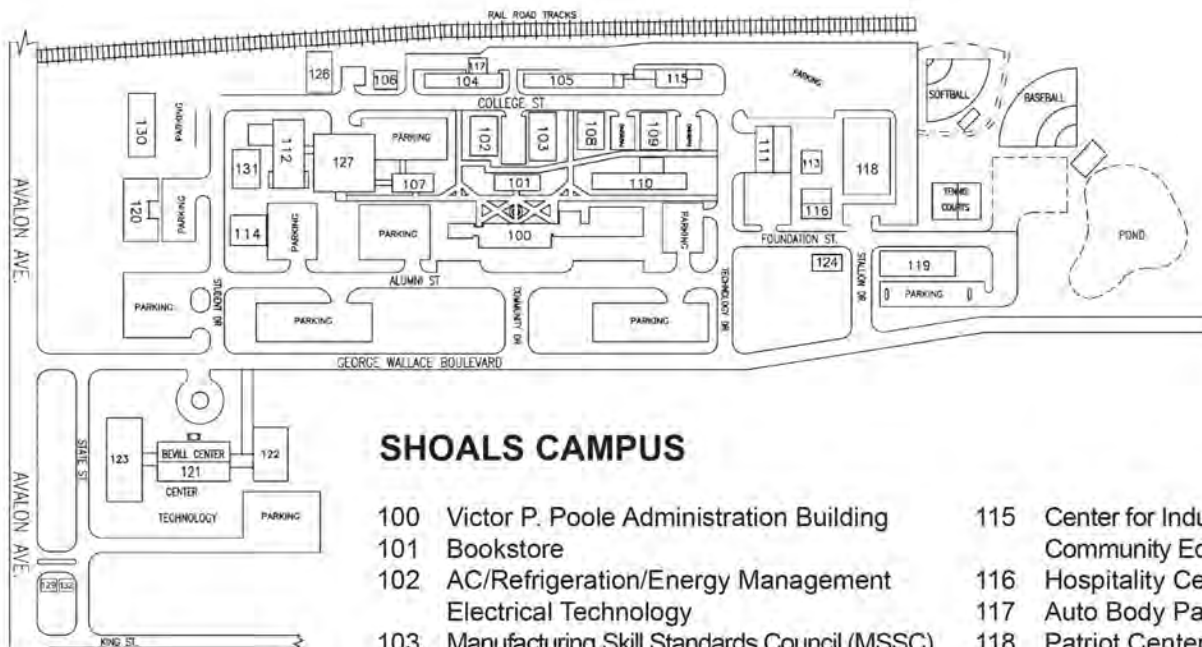 RAIL ROAD TRACKS
126
106
117
104
105
115
PARKING
COLLEGE ST.
SOFTBALL
BASEBALL
130
PARKING
112
127
PARKING
102
103
108
PARKING
109
PARKING
111
113
118
131
107
101
110
116
TENNIS
COURTS
120
PARKING
114
PARKING
PARKING
100
PARKING
FOUNDATION ST.
POND
AVALON AVE.
124
119
PARKING
STALLION DR
ALUMNI ST
PARKING
STUDENT DR
PARKING
COMMUNITY DR
PARKING
TECHNOLOGY DR
GEORGE WALLACE BOULEVARD
STATE ST
123
BEVILL CENTER
121
122
CENTER
TECHNOLOGY
PARKING
AVALON AVE.
129 132
KING ST.
SHOALS CAMPUS
100 Victor P. Poole Administration Building
101 Bookstore
102 AC/Refrigeration/Energy Management
Electrical Technology
103 Manufacturing Skill Standards Council (MSSC)
115 Center for Indu
Community Ed
116 Hospitality Ce
117 Auto Body Pa
118 Patriot Center